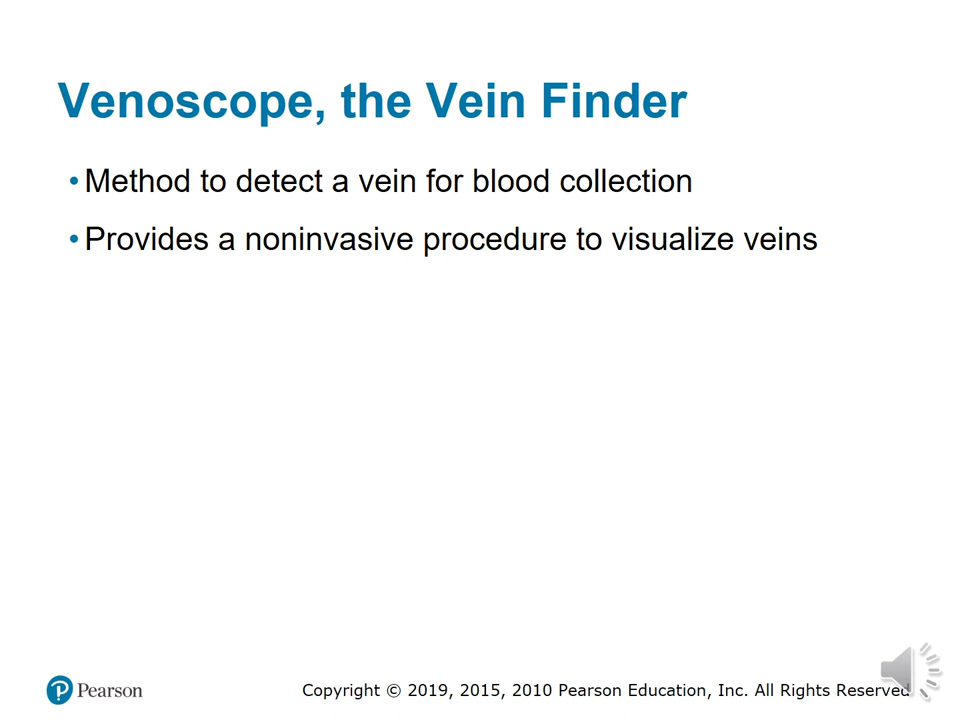 Venoscope, the Vein Finder
• Method to detect a vein for blood collection
• Provides a noninvasive procedure to visualize veins
Pearson
Copyright © 2019, 2015, 2010 Pearson Education, Inc. All Rights Reserved